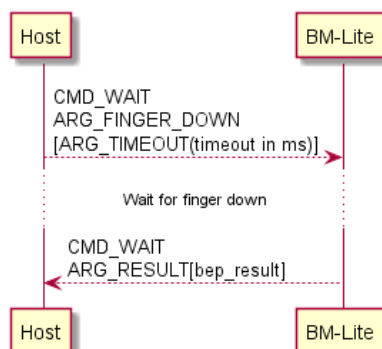 Host
BM-Lite
CMD_WAIT
ARG_FINGER_DOWN
[ARG_TIMEOUT(timeout in ms)]
Wait for finger down
CMD_WAIT
ARG_RESULT[bep_result]
Host
BM-Lite